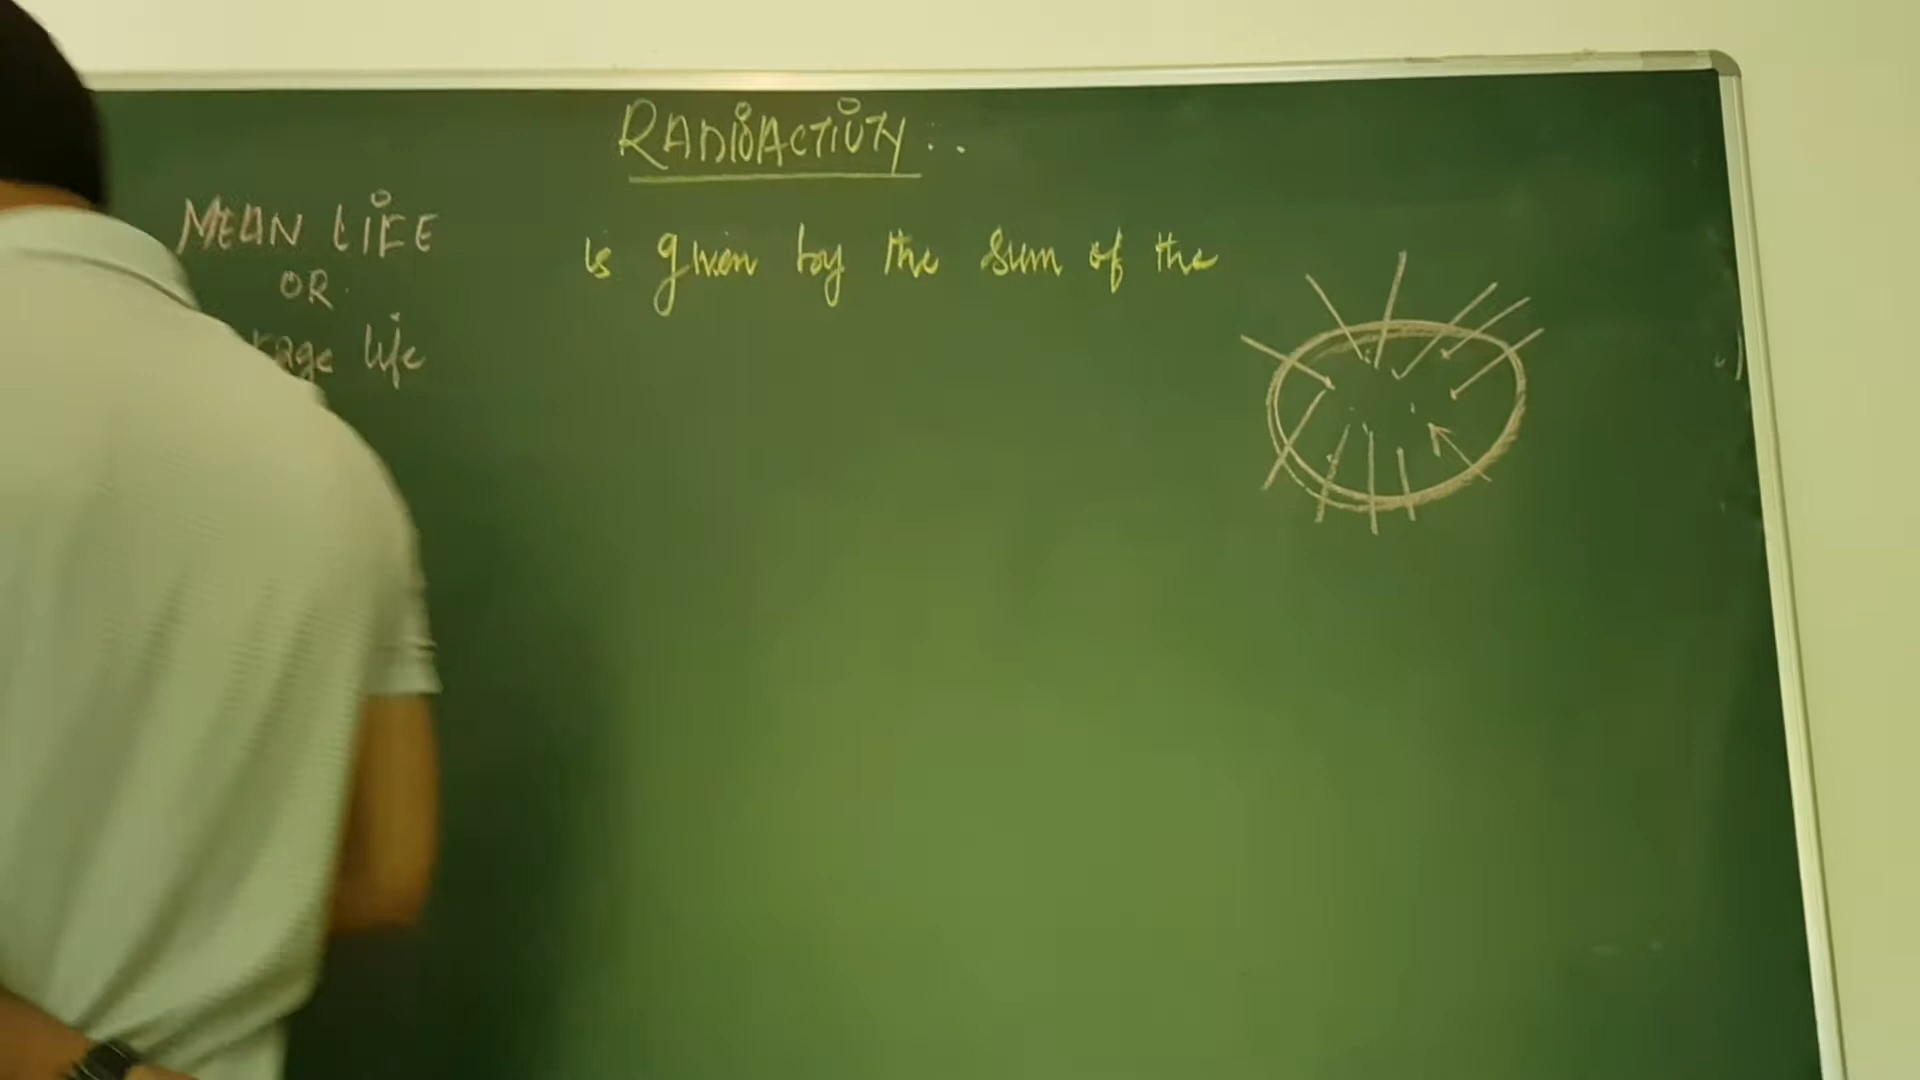 RADIOACTIVITY :.
MEAN LIFE
OR
life
is given by the sum of the